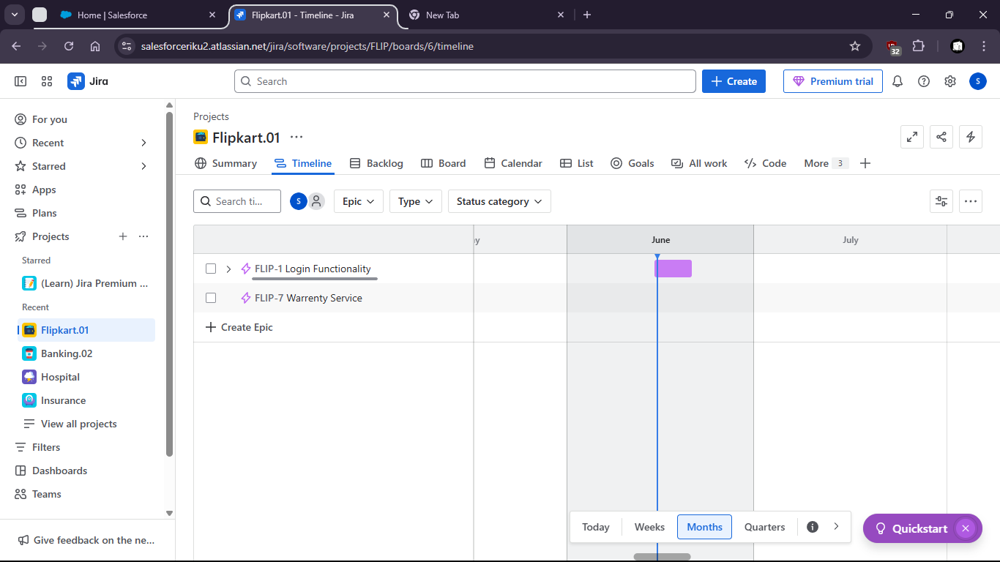 Home | Salesforce
Flipkart.01 - Timeline - Jira
New Tab
salesforceriku2.atlassian.net/jira/software/projects/FLIP/boards/6/timeline
32
Jira
Search
Create
Premium trial
S
For you
Recent
Starred
Apps
Plans
Projects
Starred
(Learn) Jira Premium ...
Recent
Flipkart.01
Banking.02
Hospital
Insurance
View all projects
Filters
Dashboards
Teams
Give feedback on the ne...
Projects
Flipkart.01
Summary
Timeline
Backlog
Board
Calendar
List
Goals
All work
Code
More 3
Search ti...
S
Epic
Type
Status category
June
July
FLIP-1 Login Functionality
FLIP-7 Warrenty Service
Create Epic
Today
Weeks
Months
Quarters
Quickstart